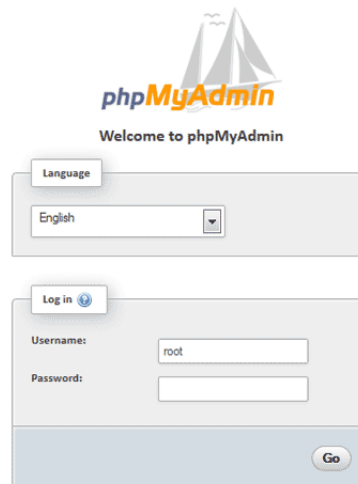 phpMyAdmin
Welcome to phpMyAdmin
Language
English
Log in
Username:
root
Password:
Go